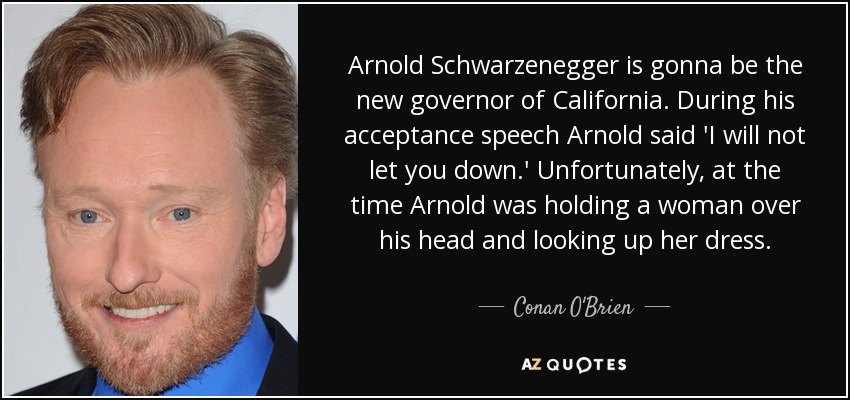 Arnold Schwarzenegger is gonna be the
new governor of California. During his
acceptance speech Arnold said 'I will not
let you down.' Unfortunately, at the
time Arnold was holding a woman over
his head and looking up her dress.
Conan O'Brien
AZ QUOTES